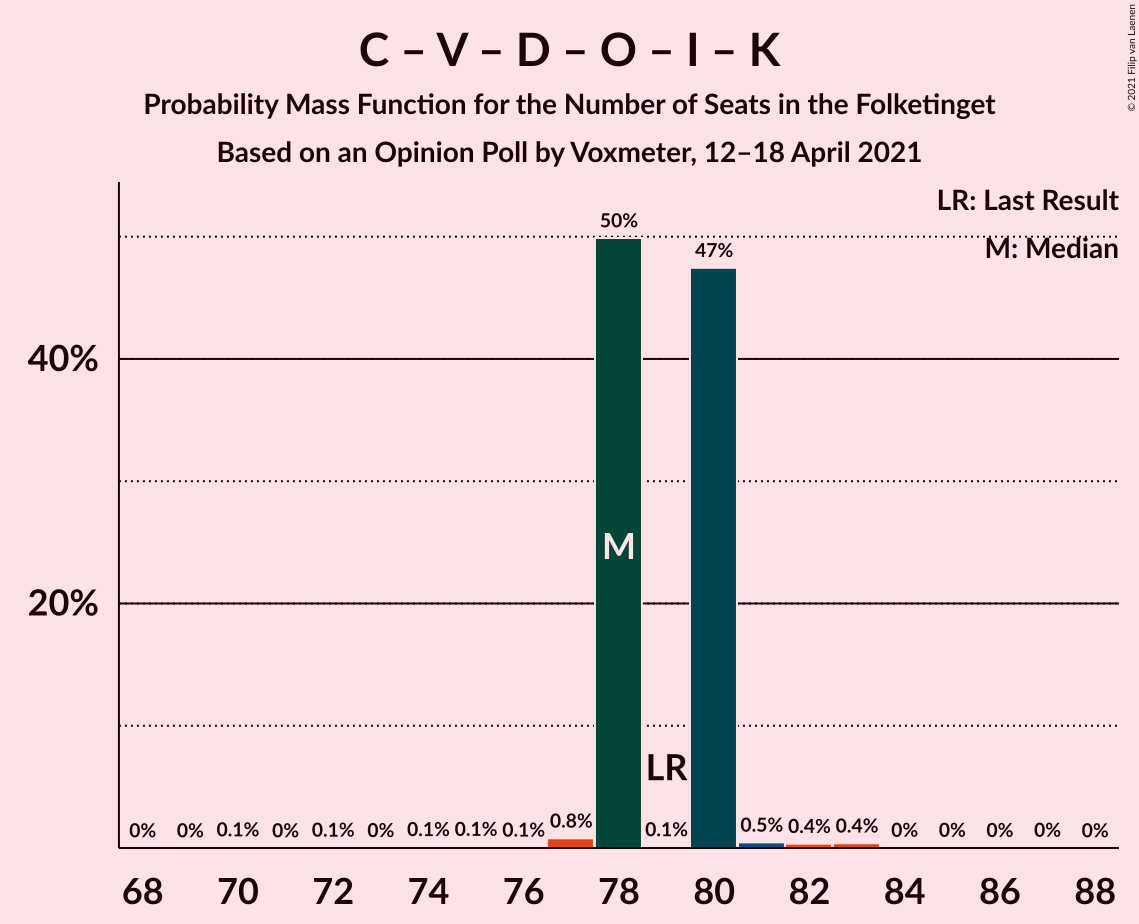 C – V – D – O – I – K
Probability Mass Function for the Number of Seats in the Folketinget
Based on an Opinion Poll by Voxmeter, 12–18 April 2021
© 2021 Filip van Laenen
LR: Last Result
M: Median
50%
47%
40%
20%
M
LR
0% 0% 0.1% 0% 0.1% 0% 0.1% 0.1% 0.1% 0.8% 0.1% 0.5% 0.4% 0.4% 0% 0% 0% 0% 0%
68 70 72 74 76 78 80 82 84 86 88